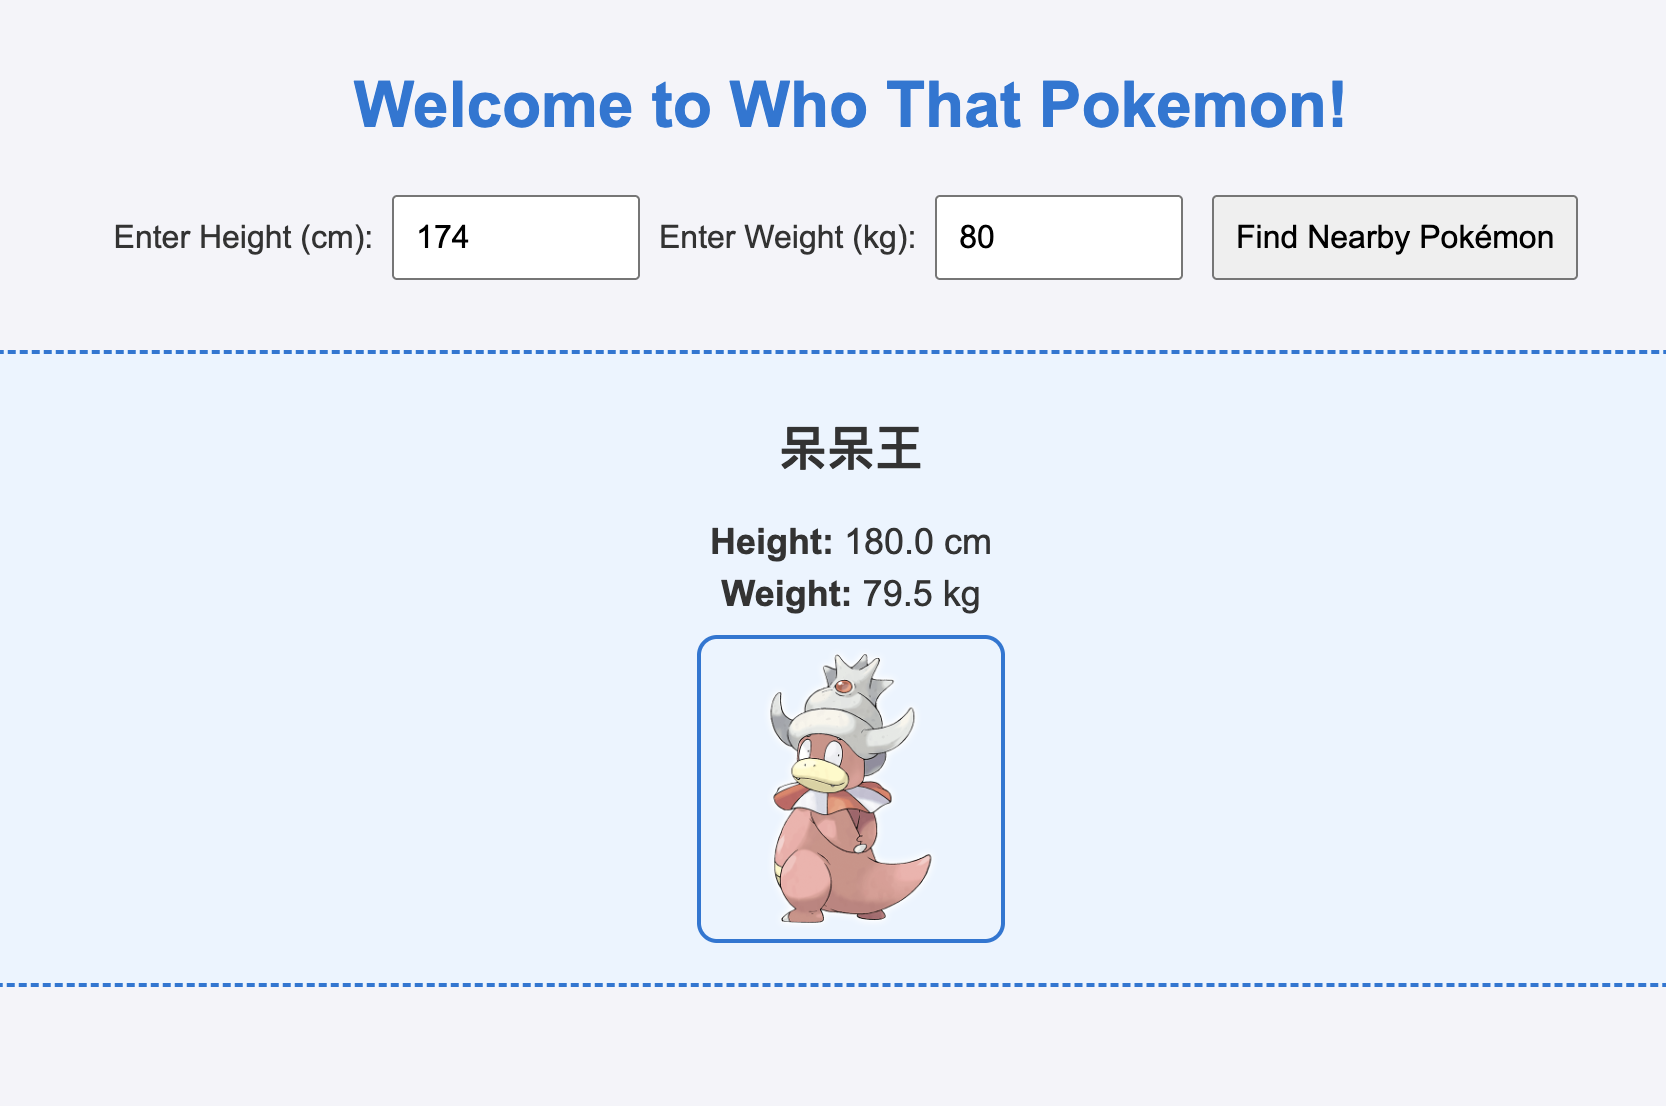 Welcome to Who That Pokemon!
Enter Height (cm): 174 Enter Weight (kg): 80 Find Nearby Pokémon
呆呆王
Height: 180.0 cm
Weight: 79.5 kg